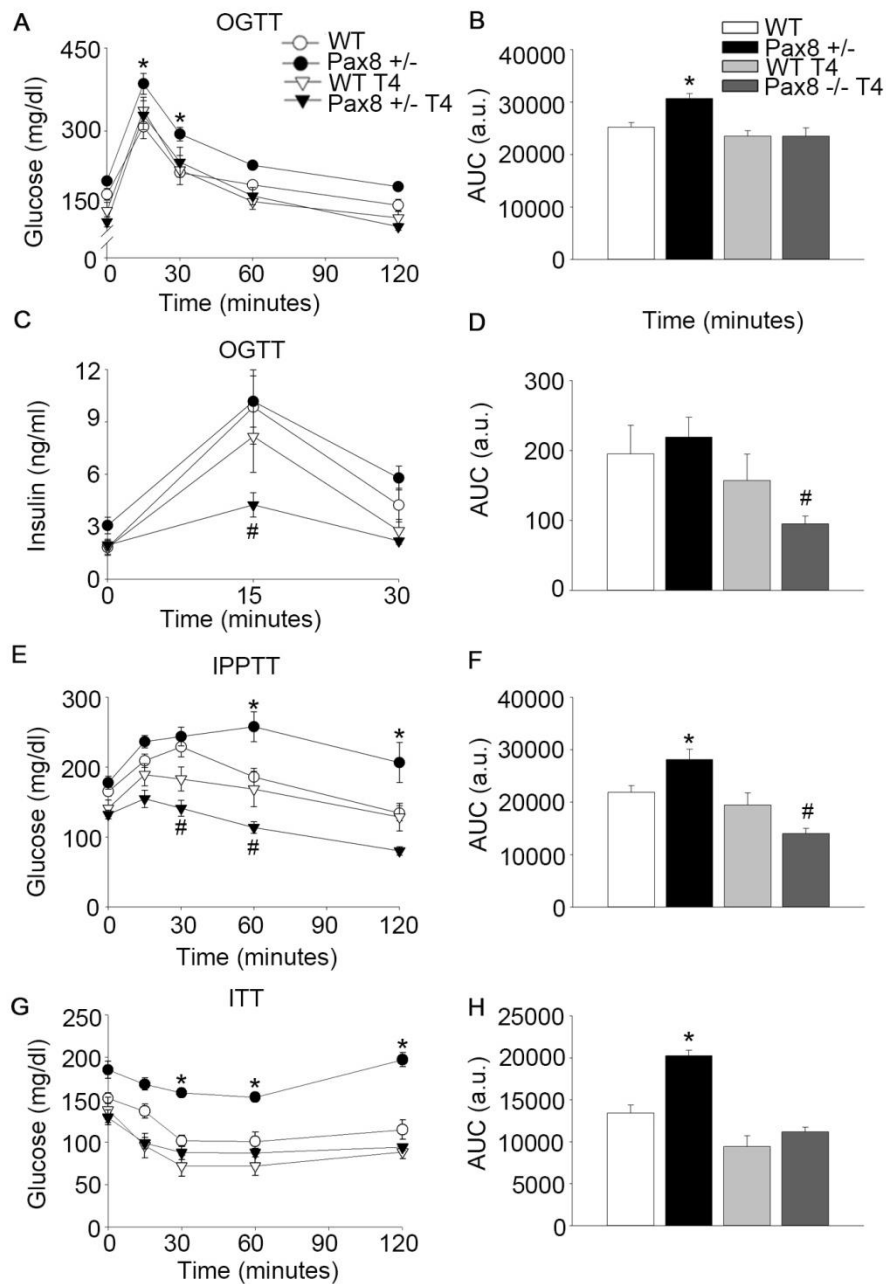 A
OGTT
WT
Pax8 +/-
WT T4
Pax8 +/- T4
Glucose (mg/dl)
450
300
150
0
*
*
0 30 60 90 120
Time (minutes)
B
WT
Pax8 +/-
WT T4
Pax8 -/- T4
AUC (a.u.)
40000
30000
20000
10000
0
*
Time (minutes)
C
OGTT
Insulin (ng/ml)
12
9
6
3
0
#
0 15 30
Time (minutes)
D
AUC (a.u.)
300
200
100
0
#
E
IPPTT
Glucose (mg/dl)
300
200
100
0
*
*
#
#
0 30 60 90 120
Time (minutes)
F
AUC (a.u.)
40000
30000
20000
10000
0
*
#
G
ITT
Glucose (mg/dl)
250
200
150
100
50
0
*
*
*
0 30 60 90 120
Time (minutes)
H
AUC (a.u.)
25000
20000
15000
10000
5000
0
*